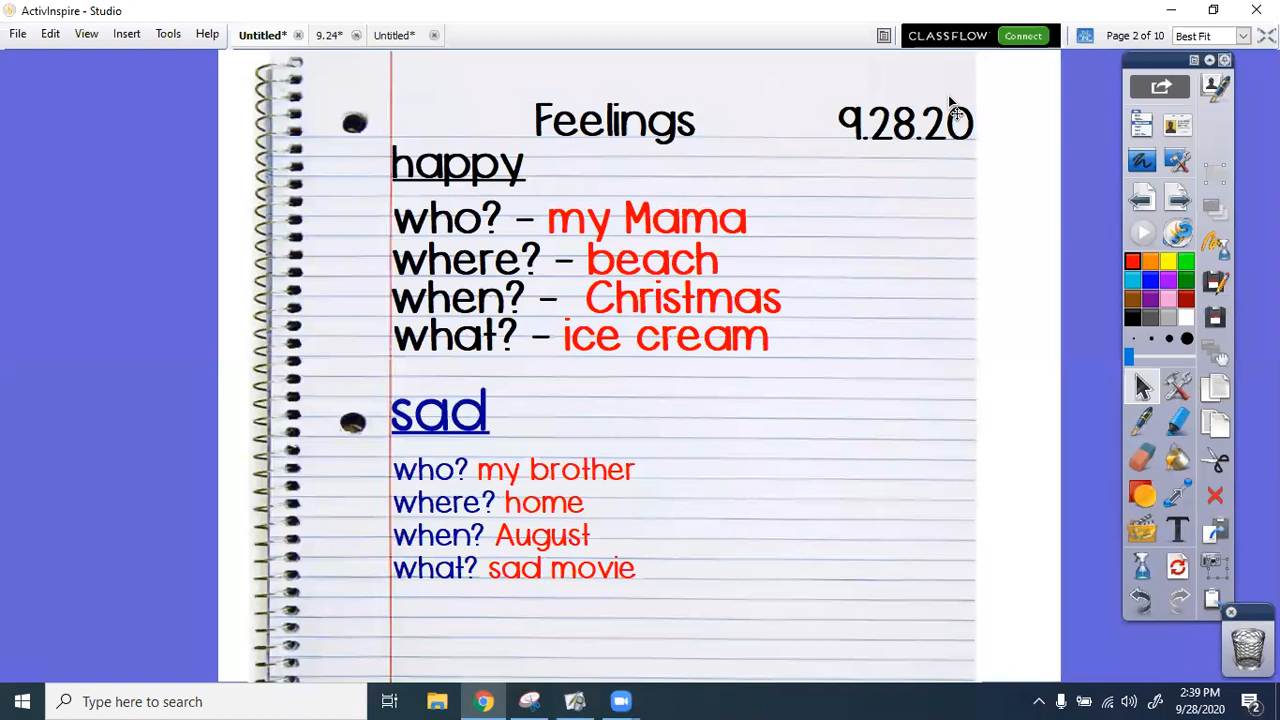 ActivInspire - Studio
File Edit View Insert Tools Help Untitled* 9.24* Untitled* CLASSFLOW Connect Page 2 of 10 Best Fit
Feelings 9.28.20
happy
who? - my Mama
where? - beach
when? - Christmas
what? - ice cream
sad
who? my brother
where? home
when? August
what? sad movie
Type here to search
2:39 PM
9/28/2020
2